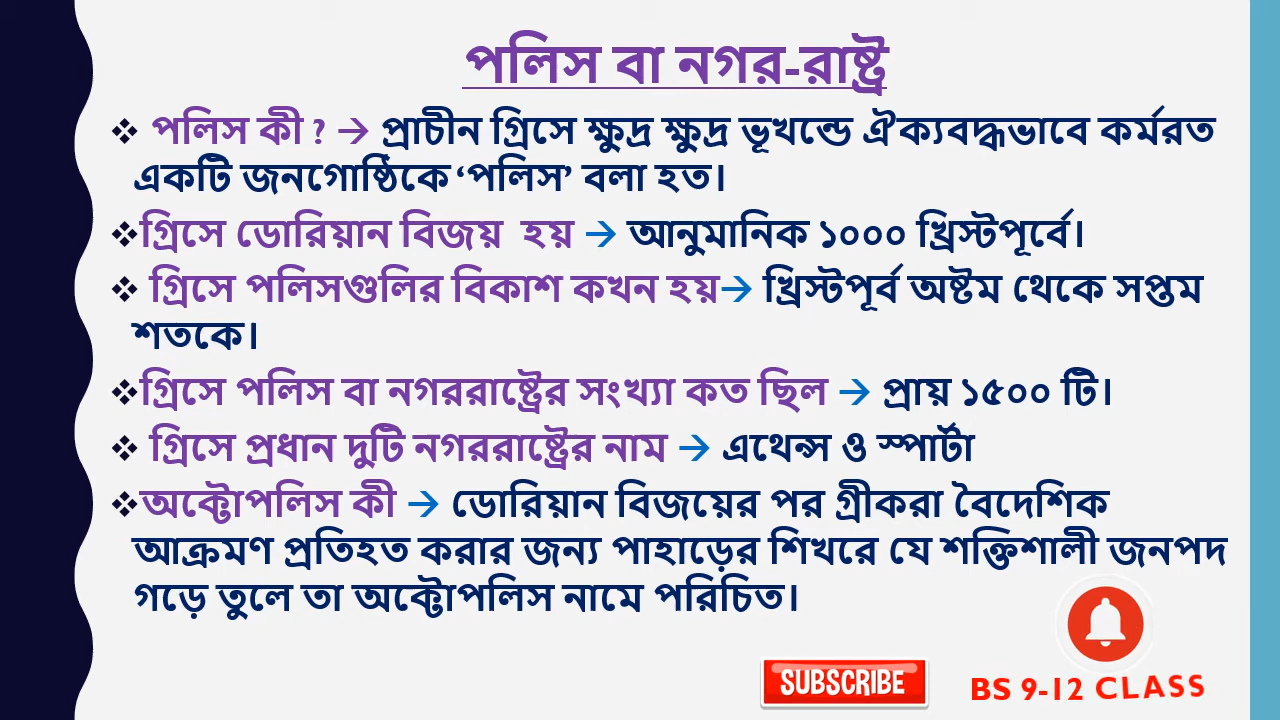 পলিস বা নগর-রাষ্ট্র
❖ পলিস কী ? → প্রাচীন গ্রিসে ক্ষুদ্র ক্ষুদ্র ভূখন্ডে ঐক্যবদ্ধভাবে কর্মরত
একটি জনগোষ্ঠিকে ‘পলিস’ বলা হত।
❖গ্রিসে ডোরিয়ান বিজয় হয় → আনুমানিক ১০০০ খ্রিস্টপূর্বে।
❖ গ্রিসে পলিসগুলির বিকাশ কখন হয়→ খ্রিস্টপূর্ব অষ্টম থেকে সপ্তম
শতকে।
❖গ্রিসে পলিস বা নগররাষ্ট্রের সংখ্যা কত ছিল → প্রায় ১৫০০ টি।
❖ গ্রিসে প্রধান দুটি নগররাষ্ট্রের নাম → এথেন্স ও স্পার্টা
❖অক্টোপলিস কী → ডোরিয়ান বিজয়ের পর গ্রীকরা বৈদেশিক
আক্রমণ প্রতিহত করার জন্য পাহাড়ের শিখরে যে শক্তিশালী জনপদ
গড়ে তুলে তা অক্টোপলিস নামে পরিচিত।
SUBSCRIBE
BS 9-12 CLASS